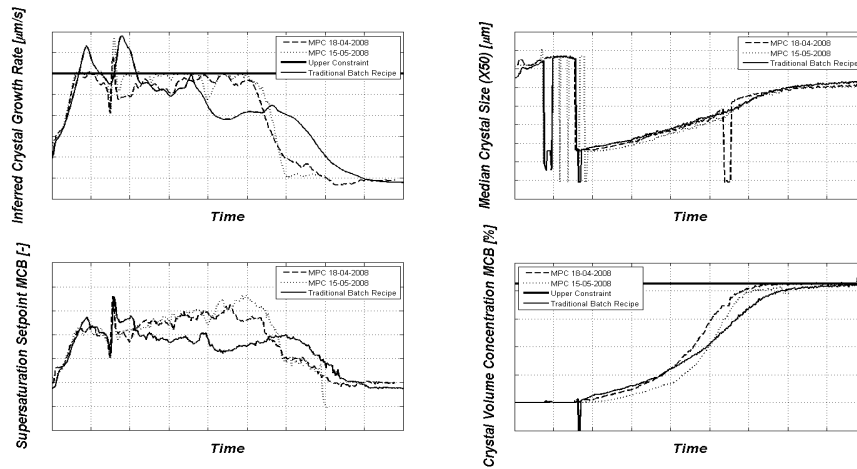 Inferred Crystal Growth Rate [µm/s]
MPC 18-04-2008
MPC 15-05-2008
Upper Constraint
Traditional Batch Recipe
Time
Median Crystal Size (X50) [µm]
MPC 18-04-2008
MPC 15-05-2008
Traditional Batch Recipe
Time
Supersaturation Setpoint MCB [-]
MPC 18-04-2008
MPC 15-05-2008
Traditional Batch Recipe
Time
Crystal Volume Concentration MCB [%]
MPC 18-04-2008
MPC 15-05-2008
Upper Constraint
Traditional Batch Recipe
Time